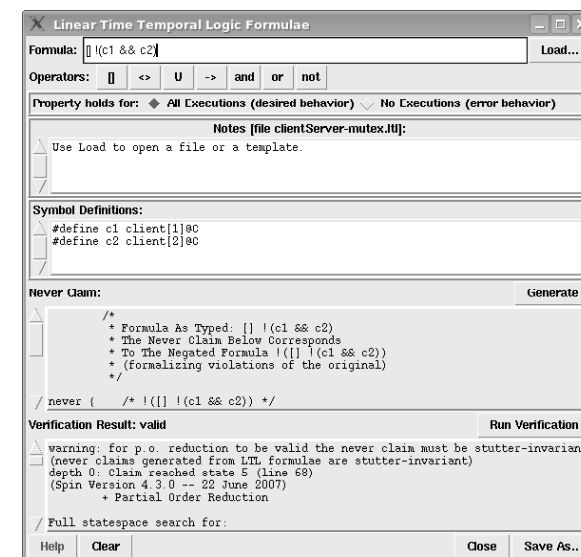 Linear Time Temporal Logic Formulae
Formula: [] !(c1 && c2) Load...
Operators: [] <> U -> and or not
Property holds for: All Executions (desired behavior) No Executions (error behavior)
Notes [file clientServer-mutex.ltl]:
Use Load to open a file or a template.
Symbol Definitions:
#define c1 client[1]@C
#define c2 client[2]@C
Never Claim: Generate
/*
* Formula As Typed: [] !(c1 && c2)
* The Never Claim Below Corresponds
* To The Negated Formula !([] !(c1 && c2))
* (formalizing violations of the original)
*/
never { /* !([] !(c1 && c2)) */
Verification Result: valid Run Verification
warning: for p.o. reduction to be valid the never claim must be stutter-invarian
(never claims generated from LTL formulae are stutter-invariant)
depth 0: Claim reached state 5 (line 68)
(Spin Version 4.3.0 -- 22 June 2007)
+ Partial Order Reduction
Full statespace search for:
Help Clear Close Save As..